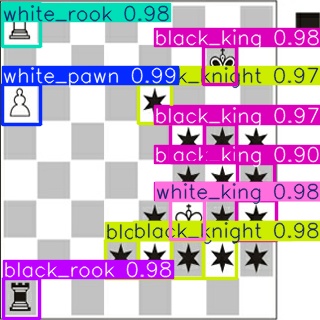 white_rook 0.98
black_king 0.98
white_pawn 0.99 k_knight 0.97
black_king 0.97
black_king 0.90
white_king 0.98
black_knight 0.98
black_rook 0.98